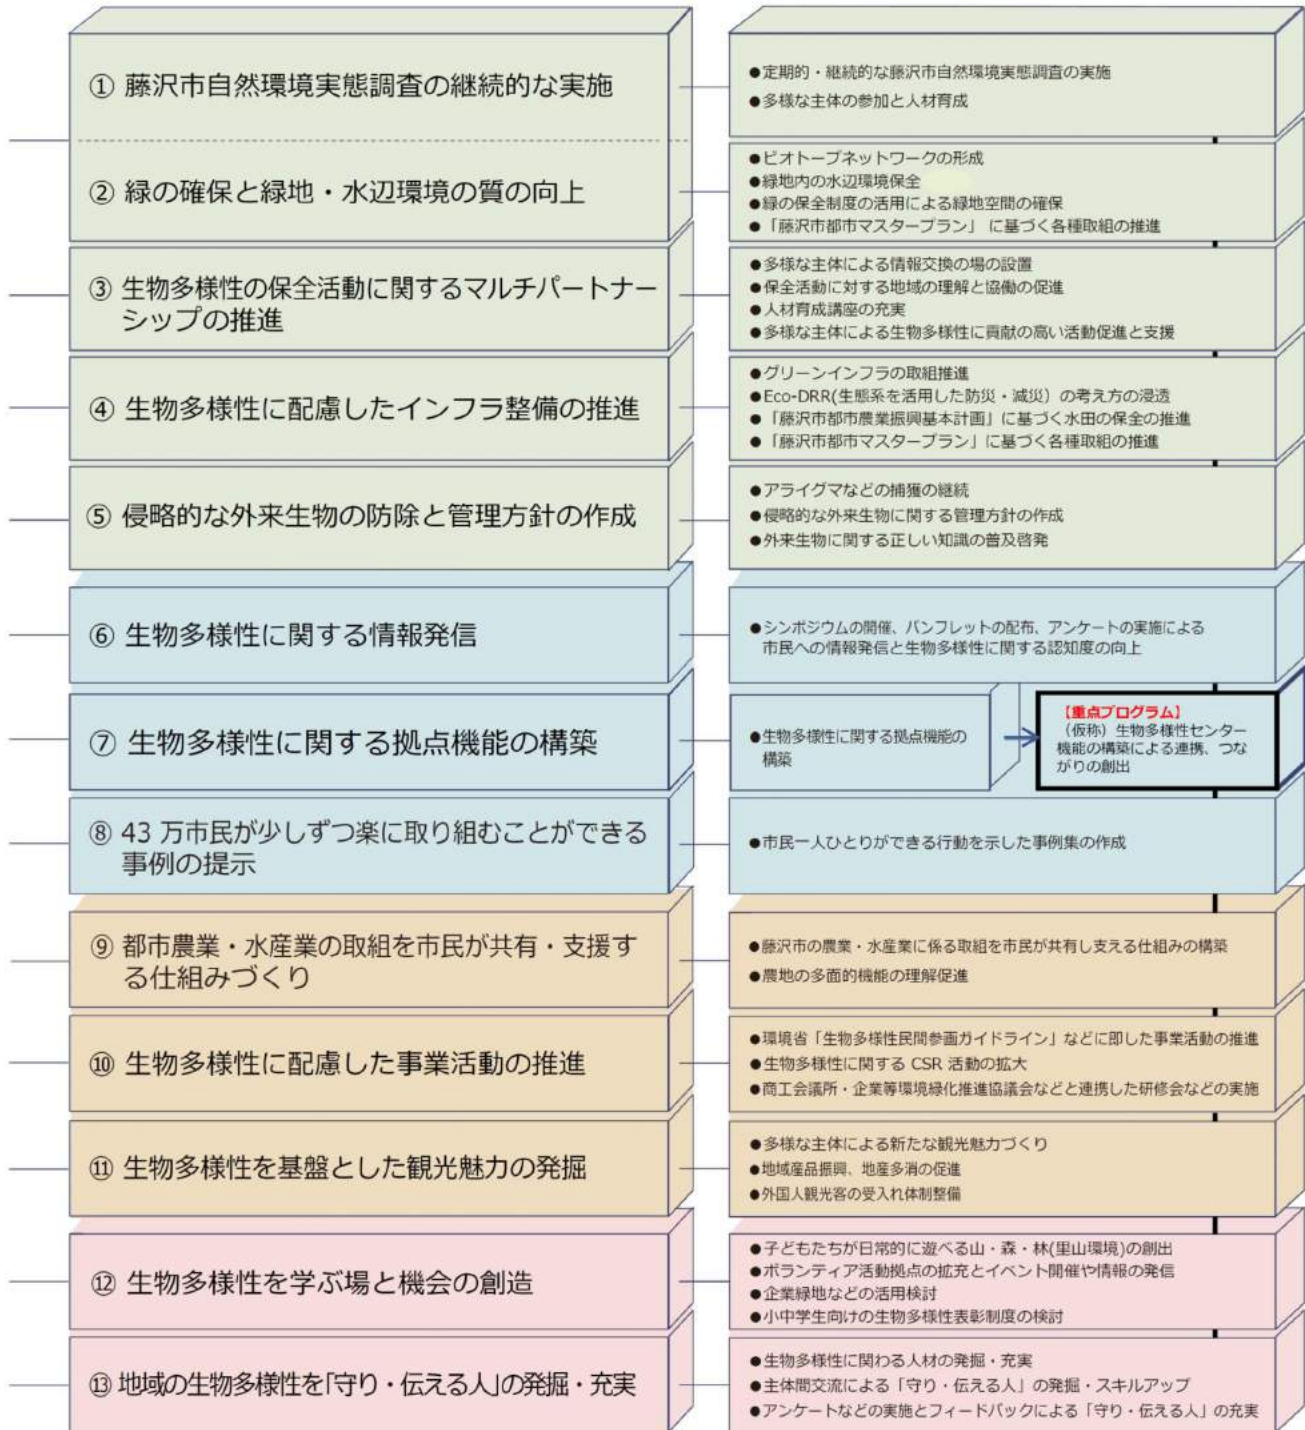 ① 藤沢市自然環境実態調査の継続的な実施
●定期的・継続的な藤沢市自然環境実態調査の実施
●多様な主体の参加と人材育成
② 緑の確保と緑地・水辺環境の質の向上
●ビオトープネットワークの形成
●緑地内の水辺環境保全
●緑の保全制度の活用による緑地空間の確保
●「藤沢市都市マスタープラン」 に基づく各種取組の推進
③ 生物多様性の保全活動に関するマルチパートナー
シップの推進
●多様な主体による情報交換の場の設置
●保全活動に対する地域の理解と協働の促進
●人材育成講座の充実
●多様な主体による生物多様性に貢献の高い活動促進と支援
④ 生物多様性に配慮したインフラ整備の推進
●グリーンインフラの取組推進
●Eco-DRR(生態系を活用した防災・減災）の考え方の浸透
●「藤沢市都市農業振興基本計画」に基づく水田の保全の推進
●「藤沢市都市マスタープラン」に基づく各種取組の推進
⑤ 侵略的な外来生物の防除と管理方針の作成
●アライグマなどの捕獲の継続
●侵略的な外来生物に関する管理方針の作成
●外来生物に関する正しい知識の普及啓発
⑥ 生物多様性に関する情報発信
●シンポジウムの開催、パンフレットの配布、アンケートの実施による
市民への情報発信と生物多様性に関する認知度の向上
⑦ 生物多様性に関する拠点機能の構築
●生物多様性に関する拠点機能の
構築
【重点プログラム】
（仮称）生物多様性センター
機能の構築による連携、つな
がりの創出
⑧ 43 万市民が少しずつ楽に取り組むことができる
事例の提示
●市民一人ひとりができる行動を示した事例集の作成
⑨ 都市農業・水産業の取組を市民が共有・支援す
る仕組みづくり
●藤沢市の農業・水産業に係る取組を市民が共有し支える仕組みの構築
●農地の多面的機能の理解促進
⑩ 生物多様性に配慮した事業活動の推進
●環境省「生物多様性民間参画ガイドライン」などに即した事業活動の推進
●生物多様性に関する CSR 活動の拡大
●商工会議所・企業等環境緑化推進協議会などと連携した研修会などの実施
⑪ 生物多様性を基盤とした観光魅力の発掘
●多様な主体による新たな観光魅力づくり
●地域産品振興、地産多消の促進
●外国人観光客の受入れ体制整備
⑫ 生物多様性を学ぶ場と機会の創造
●子どもたちが日常的に遊べる山・森・林(里山環境)の創出
●ボランティア活動拠点の拡充とイベント開催や情報の発信
●企業緑地などの活用検討
●小中学生向けの生物多様性表彰制度の検討
⑬ 地域の生物多様性を「守り・伝える人」の発掘・充実
●生物多様性に関わる人材の発掘・充実
●主体間交流による「守り・伝える人」の発掘・スキルアップ
●アンケートなどの実施とフィードバックによる「守り・伝える人」の充実